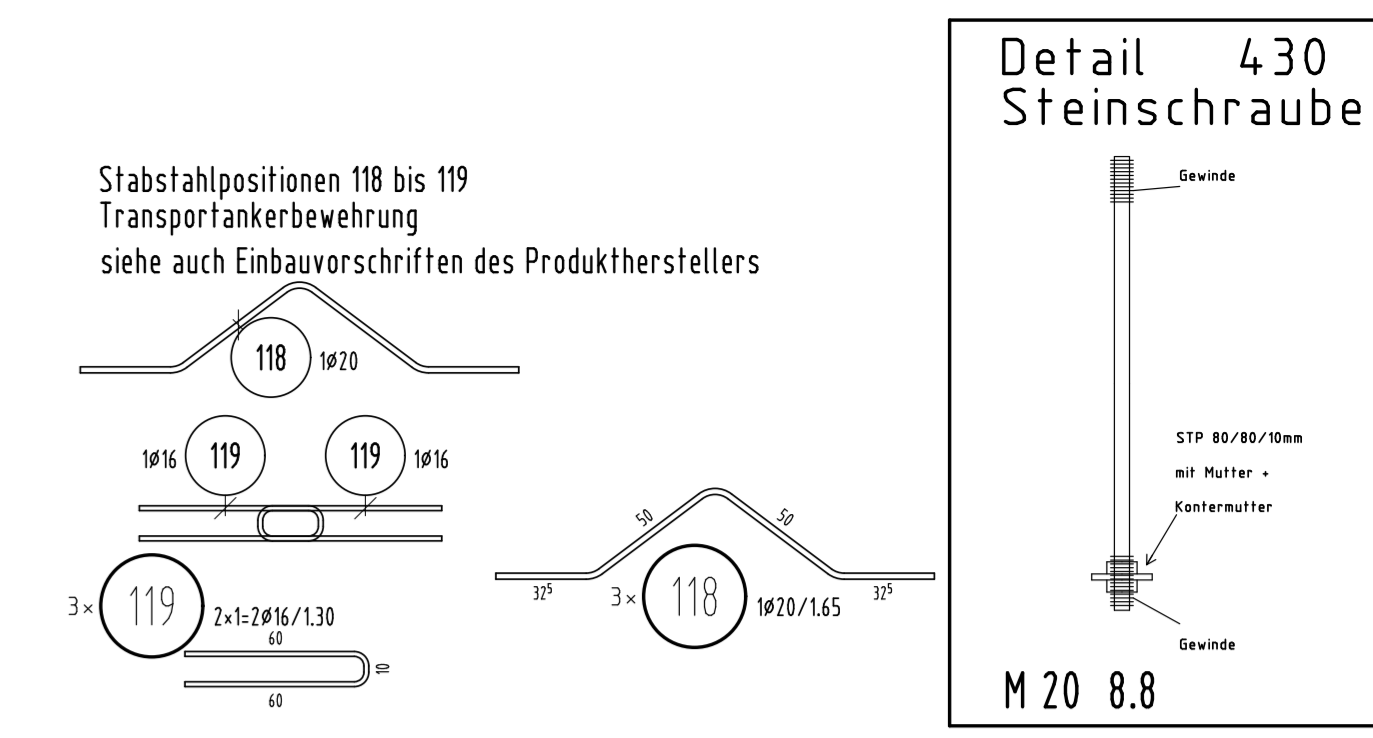 Stabstahlpositionen 118 bis 119
Transportankerbewehrung
siehe auch Einbauvorschriften des Produktherstellers
118 1ø20
1ø16 119 119 1ø16
3× 119 2×1=2ø16/1.30
60
10
60
50 50
32⁵ 3× 118 1ø20/1.65 32⁵
Detail 430
Steinschraube
Gewinde
STP 80/80/10mm
mit Mutter +
Kontermutter
Gewinde
M 20 8.8